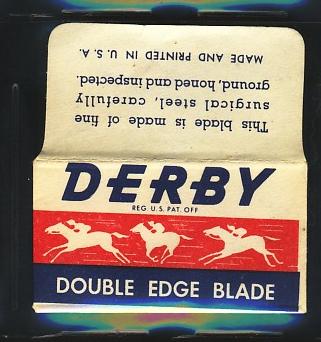 This blade is made of fine
surgical steel, carefully
ground, honed and inspected.
MADE AND PRINTED IN U. S. A.
DERBY
REG. U. S. PAT. OFF
DOUBLE EDGE BLADE